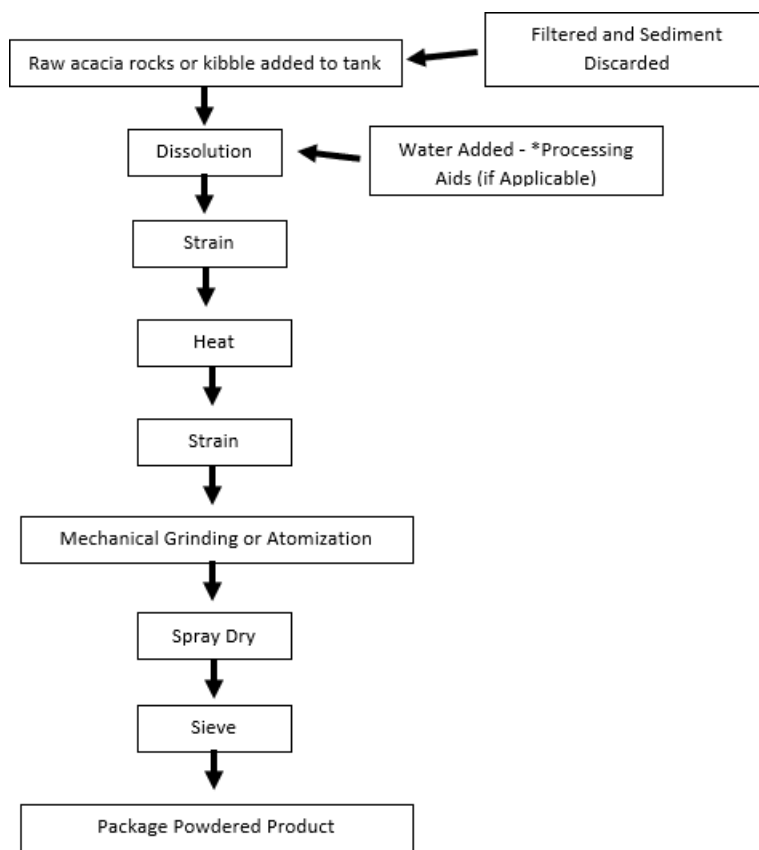 Filtered and Sediment
Discarded
Raw acacia rocks or kibble added to tank
Dissolution
Water Added - *Processing
Aids (if Applicable)
Strain
Heat
Strain
Mechanical Grinding or Atomization
Spray Dry
Sieve
Package Powdered Product